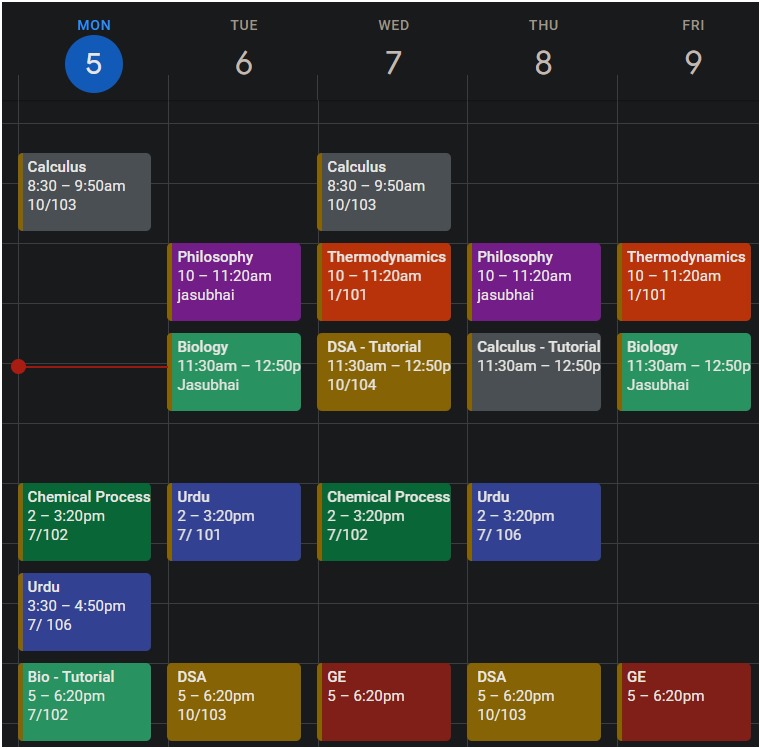 MON TUE WED THU FRI
5 6 7 8 9
Calculus
8:30 – 9:50am
10/103
Calculus
8:30 – 9:50am
10/103
Philosophy
10 – 11:20am
jasubhai
Thermodynamics
10 – 11:20am
1/101
Philosophy
10 – 11:20am
jasubhai
Thermodynamics
10 – 11:20am
1/101
Biology
11:30am – 12:50p
Jasubhai
DSA - Tutorial
11:30am – 12:50p
10/104
Calculus - Tutorial
11:30am – 12:50p
Biology
11:30am – 12:50p
Jasubhai
Chemical Process
2 – 3:20pm
7/102
Urdu
2 – 3:20pm
7/ 101
Chemical Process
2 – 3:20pm
7/102
Urdu
2 – 3:20pm
7/ 106
Urdu
3:30 – 4:50pm
7/ 106
Bio - Tutorial
5 – 6:20pm
7/102
DSA
5 – 6:20pm
10/103
GE
5 – 6:20pm
DSA
5 – 6:20pm
10/103
GE
5 – 6:20pm